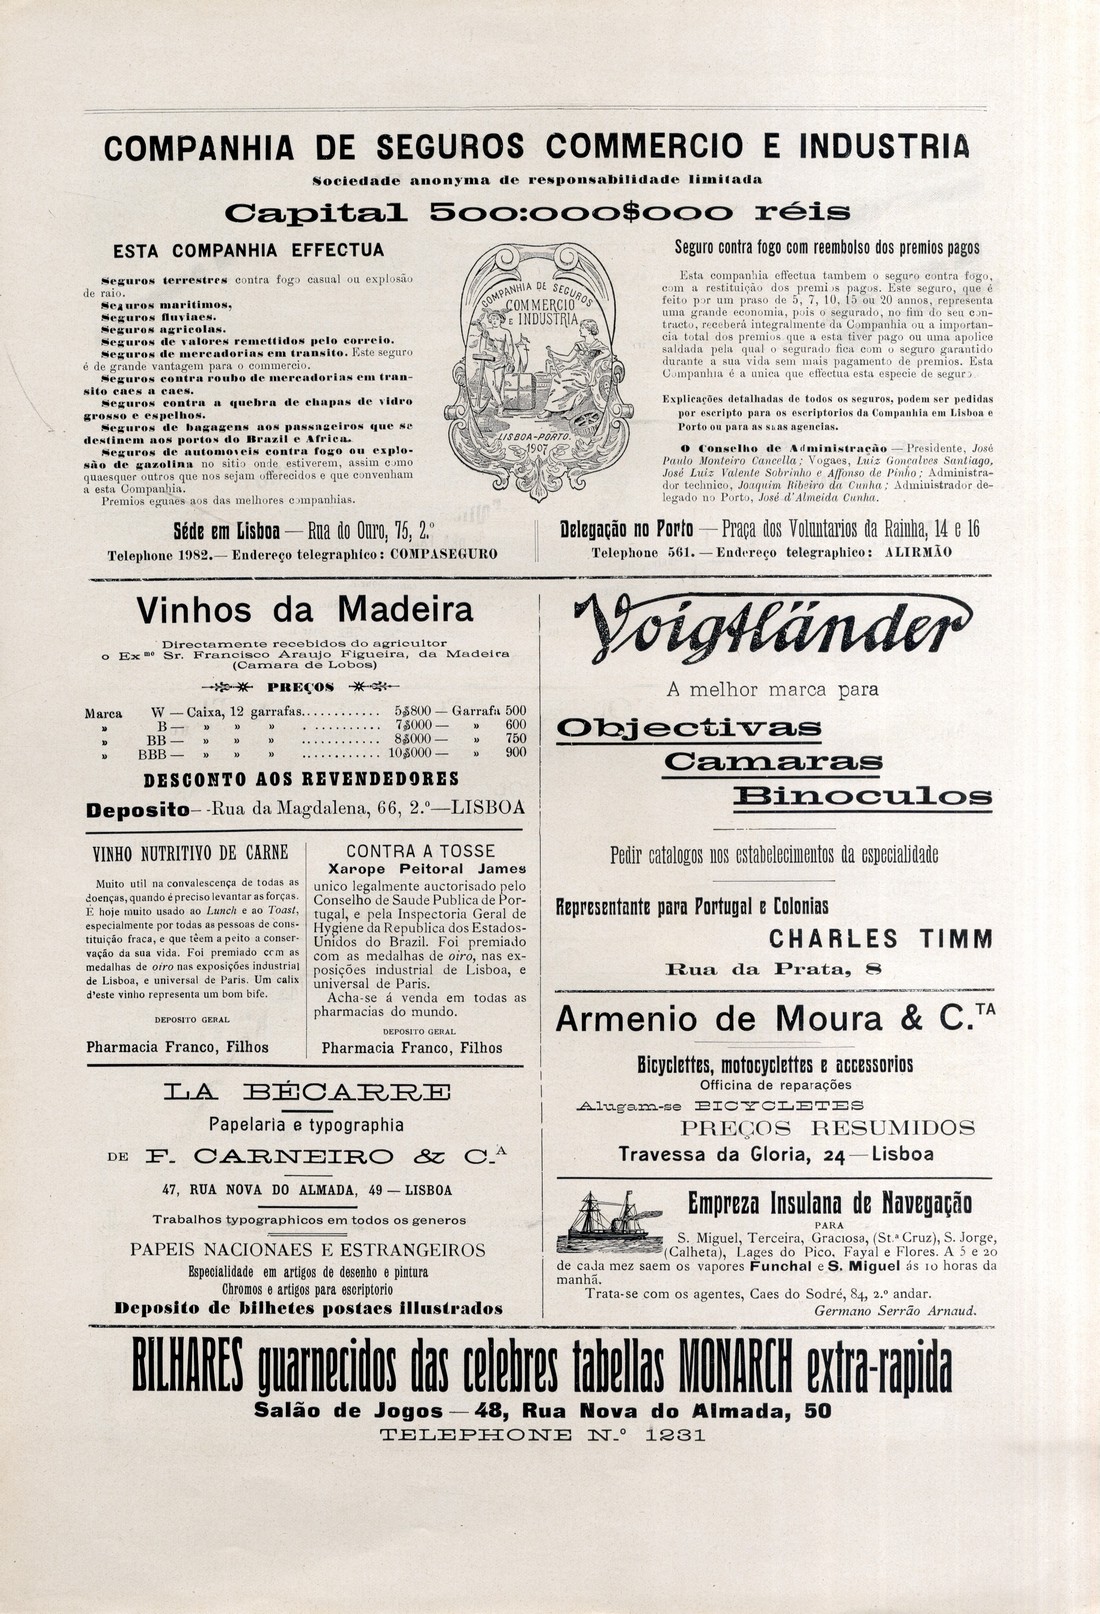 COMPANHIA DE SEGUROS COMMERCIO E INDUSTRIA
Sociedade anonyma de responsabilidade limitada
Capital 500:000$000 réis
ESTA COMPANHIA EFFECTUA
Seguros terrestres contra fogo casual ou explosão
de raio.
Seguros maritimos.
Seguros fluviaes.
Seguros agricolas.
Seguros de valores remettidos pelo correio.
Seguros de mercadorias em transito. Este seguro
é de grande vantagem para o commercio.
Seguros contra roubo de mercadorias em tran-
sito caes a caes.
Seguros contra a quebra de chapas de vidro
grosso e espelhos.
Seguros de bagagens aos passageiros que se
destinem aos portos do Brazil e Africa.
Seguros de automoveis contra fogo ou explo-
são de gazolina no sitio onde estiverem, assim como
quaesquer outros que nos sejam offerecidos e que convenham
a esta Companhia.
Premios eguaes aos das melhores companhias.
COMPANHIA DE SEGUROS
COMMERCIO
E INDUSTRIA
LISBOA-PORTO.
1907
Seguro contra fogo com reembolso dos premios pagos
Esta companhia effectua tambem o seguro contra fogo,
com a restituição dos premios pagos. Este seguro, que é
feito por um praso de 5, 7, 10, 15 ou 20 annos, representa
uma grande economia, pois o segurado, no fim do seu con-
tracto, receberá integralmente da Companhia ou a importan-
cia total dos premios que a esta tiver pago ou uma apolice
saldada pela qual o segurado fica com o seguro garantido
durante a sua vida sem mais pagamento de premios. Esta
Companhia é a unica que effectua esta especie de seguro.
Explicações detalhadas de todos os seguros, podem ser pedidas
por escripto para os escriptorios da Companhia em Lisboa e
Porto ou para as suas agencias.
O Conselho de Administração — Presidente, José
Paulo Monteiro Cancella; Vogaes, Luiz Gonçalves Santiago,
José Luiz Valente Sobrinho e Affonso de Pinho; Administra-
dor technico, Joaquim Ribeiro da Cunha; Administrador de-
legado no Porto, José d'Almeida Cunha.
Séde em Lisboa — Rua do Ouro, 75, 2.º
Telephone 1982.— Endereço telegraphico: COMPASEGURO
Delegação no Porto — Praça dos Voluntarios da Rainha, 14 e 16
Telephone 561. — Endereço telegraphico: ALIRMÃO
Vinhos da Madeira
Directamente recebidos do agricultor
o Ex.mo Sr. Francisco Araujo Figueira, da Madeira
(Camara de Lobos)
PREÇOS
Marca W — Caixa, 12 garrafas............ 5$800 — Garrafa 500
» B — » » » ............ 7$000 — » 600
» BB — » » » ............ 8$000 — » 750
» BBB — » » » ............ 10$000 — » 900
DESCONTO AOS REVENDEDORES
Deposito--Rua da Magdalena, 66, 2.º—LISBOA
VINHO NUTRITIVO DE CARNE
Muito util na convalescença de todas as
doenças, quando é preciso levantar as forças.
É hoje muito usado ao Lunch e ao Toast,
especialmente por todas as pessoas de cons-
tituição fraca, e que têem a peito a conser-
vação da sua vida. Foi premiado com as
medalhas de oiro nas exposições industrial
de Lisboa, e universal de Paris. Um calix
d'este vinho representa um bom bife.
DEPOSITO GERAL
Pharmacia Franco, Filhos
CONTRA A TOSSE
Xarope Peitoral James
unico legalmente auctorisado pelo
Conselho de Saude Publica de Por-
tugal, e pela Inspectoria Geral de
Hygiene da Republica dos Estados-
Unidos do Brazil. Foi premiado
com as medalhas de oiro, nas ex-
posições industrial de Lisboa, e
universal de Paris.
Acha-se á venda em todas as
pharmacias do mundo.
DEPOSITO GERAL
Pharmacia Franco, Filhos
LA BÉCARRE
Papelaria e typographia
DE F. CARNEIRO & C.A
47, RUA NOVA DO ALMADA, 49 — LISBOA
Trabalhos typographicos em todos os generos
PAPEIS NACIONAES E ESTRANGEIROS
Especialidade em artigos de desenho e pintura
Chromos e artigos para escriptorio
Deposito de bilhetes postaes illustrados
Voigtländer
A melhor marca para
Objectivas
Camaras
Binoculos
Pedir catalogos nos estabelecimentos da especialidade
Representante para Portugal e Colonias
CHARLES TIMM
Rua da Prata, 8
Armenio de Moura & C.TA
Bicyclettes, motocyclettes e accessorios
Officina de reparações
Alugam-se BICYCLETES
PREÇOS RESUMIDOS
Travessa da Gloria, 24 — Lisboa
Empreza Insulana de Navegação
PARA
S. Miguel, Terceira, Graciosa, (St.ª Cruz), S. Jorge,
(Calheta), Lages do Pico, Fayal e Flores. A 5 e 20
de cada mez saem os vapores Funchal e S. Miguel ás 10 horas da
manhã.
Trata-se com os agentes, Caes do Sodré, 84, 2.º andar.
Germano Serrão Arnaud.
BILHARES guarnecidos das celebres tabellas MONARCH extra-rapida
Salão de Jogos — 48, Rua Nova do Almada, 50
TELEPHONE N.º 1231